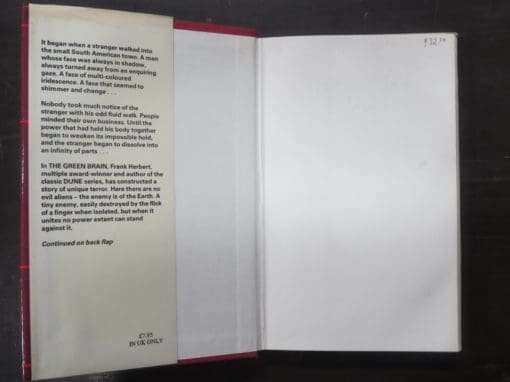 It began when a stranger walked into
the small South American town. A man
whose face was always in shadow,
always turned away from an enquiring
gaze. A face of multi-coloured
iridescence. A face that seemed to
shimmer and change . . .
Nobody took much notice of the
stranger with his odd fluid walk. People
minded their own business. Until the
power that had held his body together
began to weaken its impossible hold,
and the stranger began to dissolve into
an infinity of parts . . .
In THE GREEN BRAIN, Frank Herbert,
multiple award-winner and author of the
classic DUNE series, has constructed a
story of unique terror. Here there are no
evil aliens – the enemy is of the Earth. A
tiny enemy, easily destroyed by the flick
of a finger when isolated, but when it
unites no power extant can stand
against it.
Continued on back flap
£7.95
IN UK ONLY